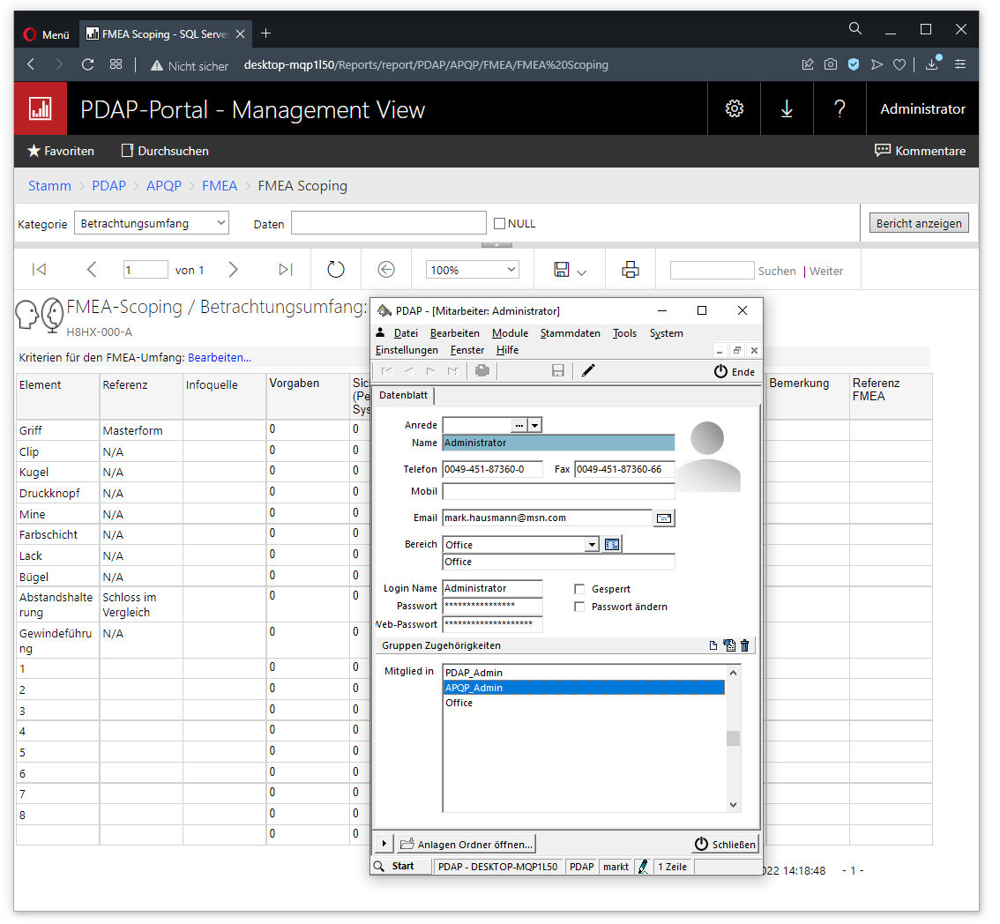 Menü FMEA Scoping - SQL Serve
Nicht sicher desktop-mqp1l50/Reports/report/PDAP/APQP/FMEA/FMEA%20Scoping
PDAP-Portal - Management View ? Administrator
Favoriten Durchsuchen Kommentare
Stamm > PDAP > APQP > FMEA > FMEA Scoping
Kategorie Betrachtungsumfang Daten NULL Bericht anzeigen
1 von 1 100% Suchen | Weiter
FMEA-Scoping / Betrachtungsumfang:
H8HX-000-A
Kriterien für den FMEA-Umfang: Bearbeiten...
Element Referenz Infoquelle Vorgaben Sic Bemerkung Referenz
(Pe FMEA
Sys
Griff Masterform 0 0
Clip N/A 0 0
Kugel N/A 0 0
Druckknopf N/A 0 0
Mine N/A 0 0
Farbschicht N/A 0 0
Lack N/A 0 0
Bügel N/A 0 0
Abstandshalte Schloss im 0 0
rung Vergleich
Gewindeführu N/A 0 0
ng
1 0 0
2 0 0
3 0 0
4 0 0
5 0 0
6 0 0
7 0 0
8 0 0
0 0
022 14:18:48 - 1 -
PDAP - [Mitarbeiter: Administrator]
Datei Bearbeiten Module Stammdaten Tools System
Einstellungen Fenster Hilfe
Ende
Datenblatt
Anrede
Name Administrator
Telefon 0049-451-87360-0 Fax 0049-451-87360-66
Mobil
Email mark.hausmann@msn.com
Bereich Office
Office
Login Name Administrator Gesperrt
Passwort **************** Passwort ändern
Web-Passwort ********************
Gruppen Zugehörigkeiten
Mitglied in PDAP_Admin
APQP_Admin
Office
Anlagen Ordner öffnen... Schließen
Start PDAP - DESKTOP-MQP1L50 PDAP markt 1 Zeile